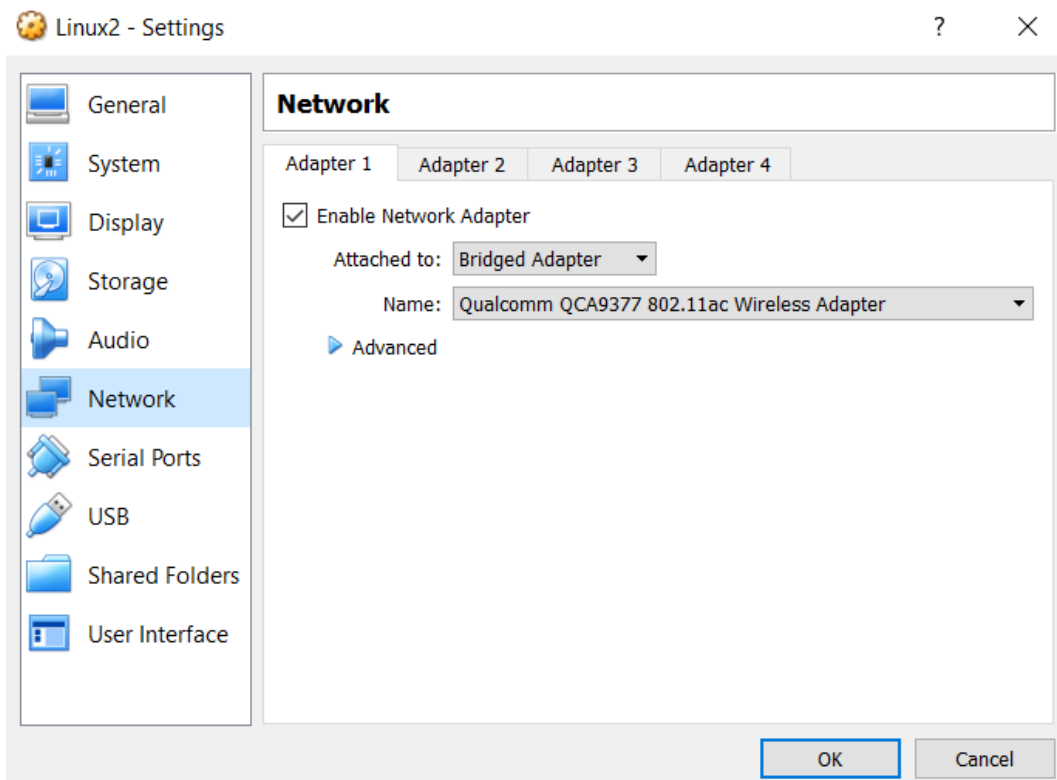 Linux2 - Settings
?
General
System
Display
Storage
Audio
Network
Serial Ports
USB
Shared Folders
User Interface
Network
Adapter 1 Adapter 2 Adapter 3 Adapter 4
Enable Network Adapter
Attached to: Bridged Adapter
Name: Qualcomm QCA9377 802.11ac Wireless Adapter
Advanced
OK Cancel